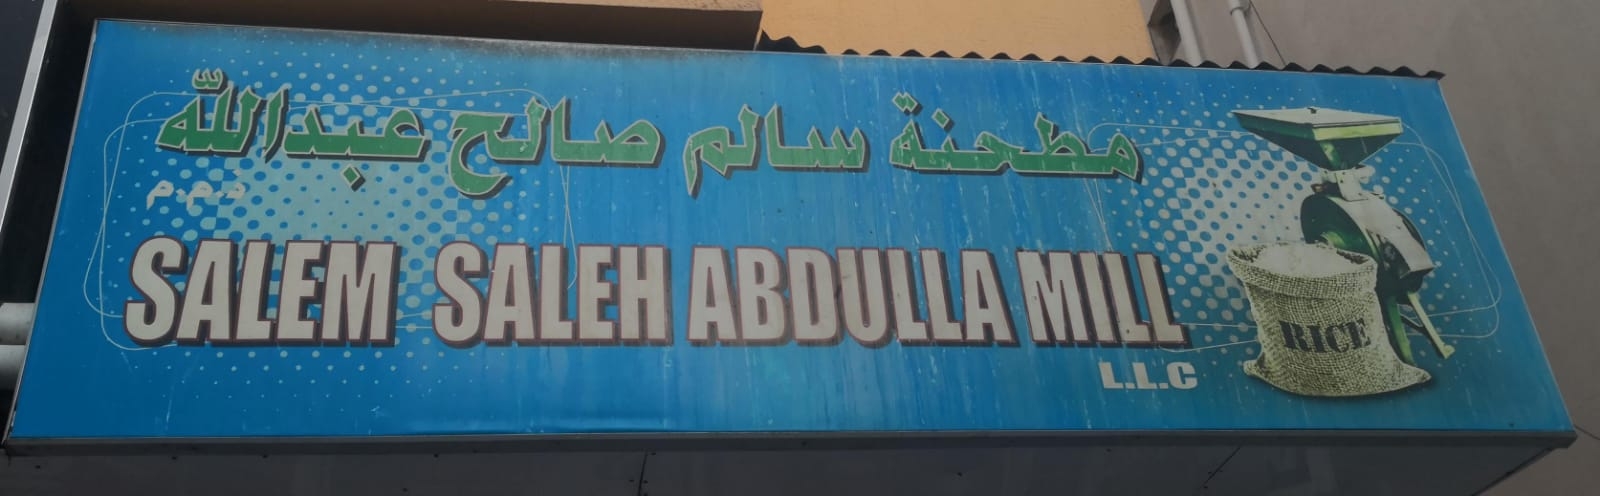 مطحنة سالم صالح عبدالله
ذ.م.م
SALEM SALEH ABDULLA MILL
L.L.C
RICE